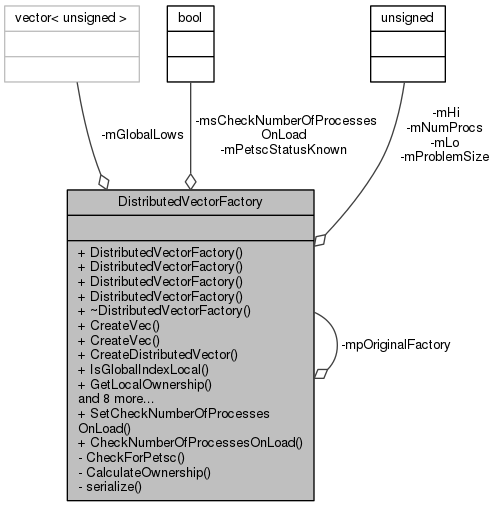 vector< unsigned >
bool
unsigned
-mGlobalLows
-msCheckNumberOfProcesses
OnLoad
-mPetscStatusKnown
-mHi
-mNumProcs
-mLo
-mProblemSize
DistributedVectorFactory
+ DistributedVectorFactory()
+ DistributedVectorFactory()
+ DistributedVectorFactory()
+ DistributedVectorFactory()
+ ~DistributedVectorFactory()
+ CreateVec()
+ CreateVec()
+ CreateDistributedVector()
+ IsGlobalIndexLocal()
+ GetLocalOwnership()
and 8 more...
+ SetCheckNumberOfProcesses
OnLoad()
+ CheckNumberOfProcessesOnLoad()
- CheckForPetsc()
- CalculateOwnership()
- serialize()
-mpOriginalFactory